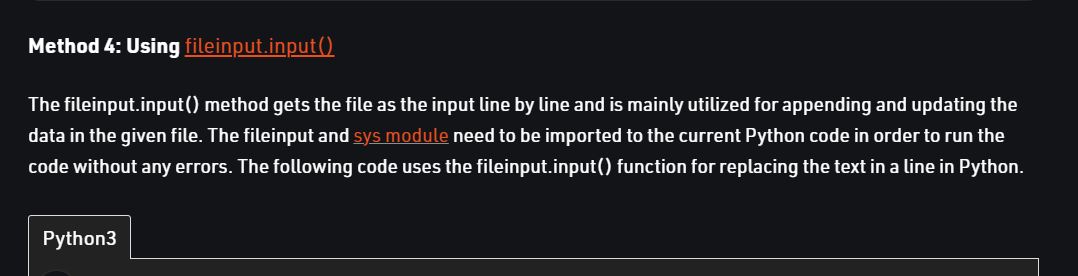 Method 4: Using fileinput.input()
The fileinput.input() method gets the file as the input line by line and is mainly utilized for appending and updating the
data in the given file. The fileinput and sys module need to be imported to the current Python code in order to run the
code without any errors. The following code uses the fileinput.input() function for replacing the text in a line in Python.
Python3